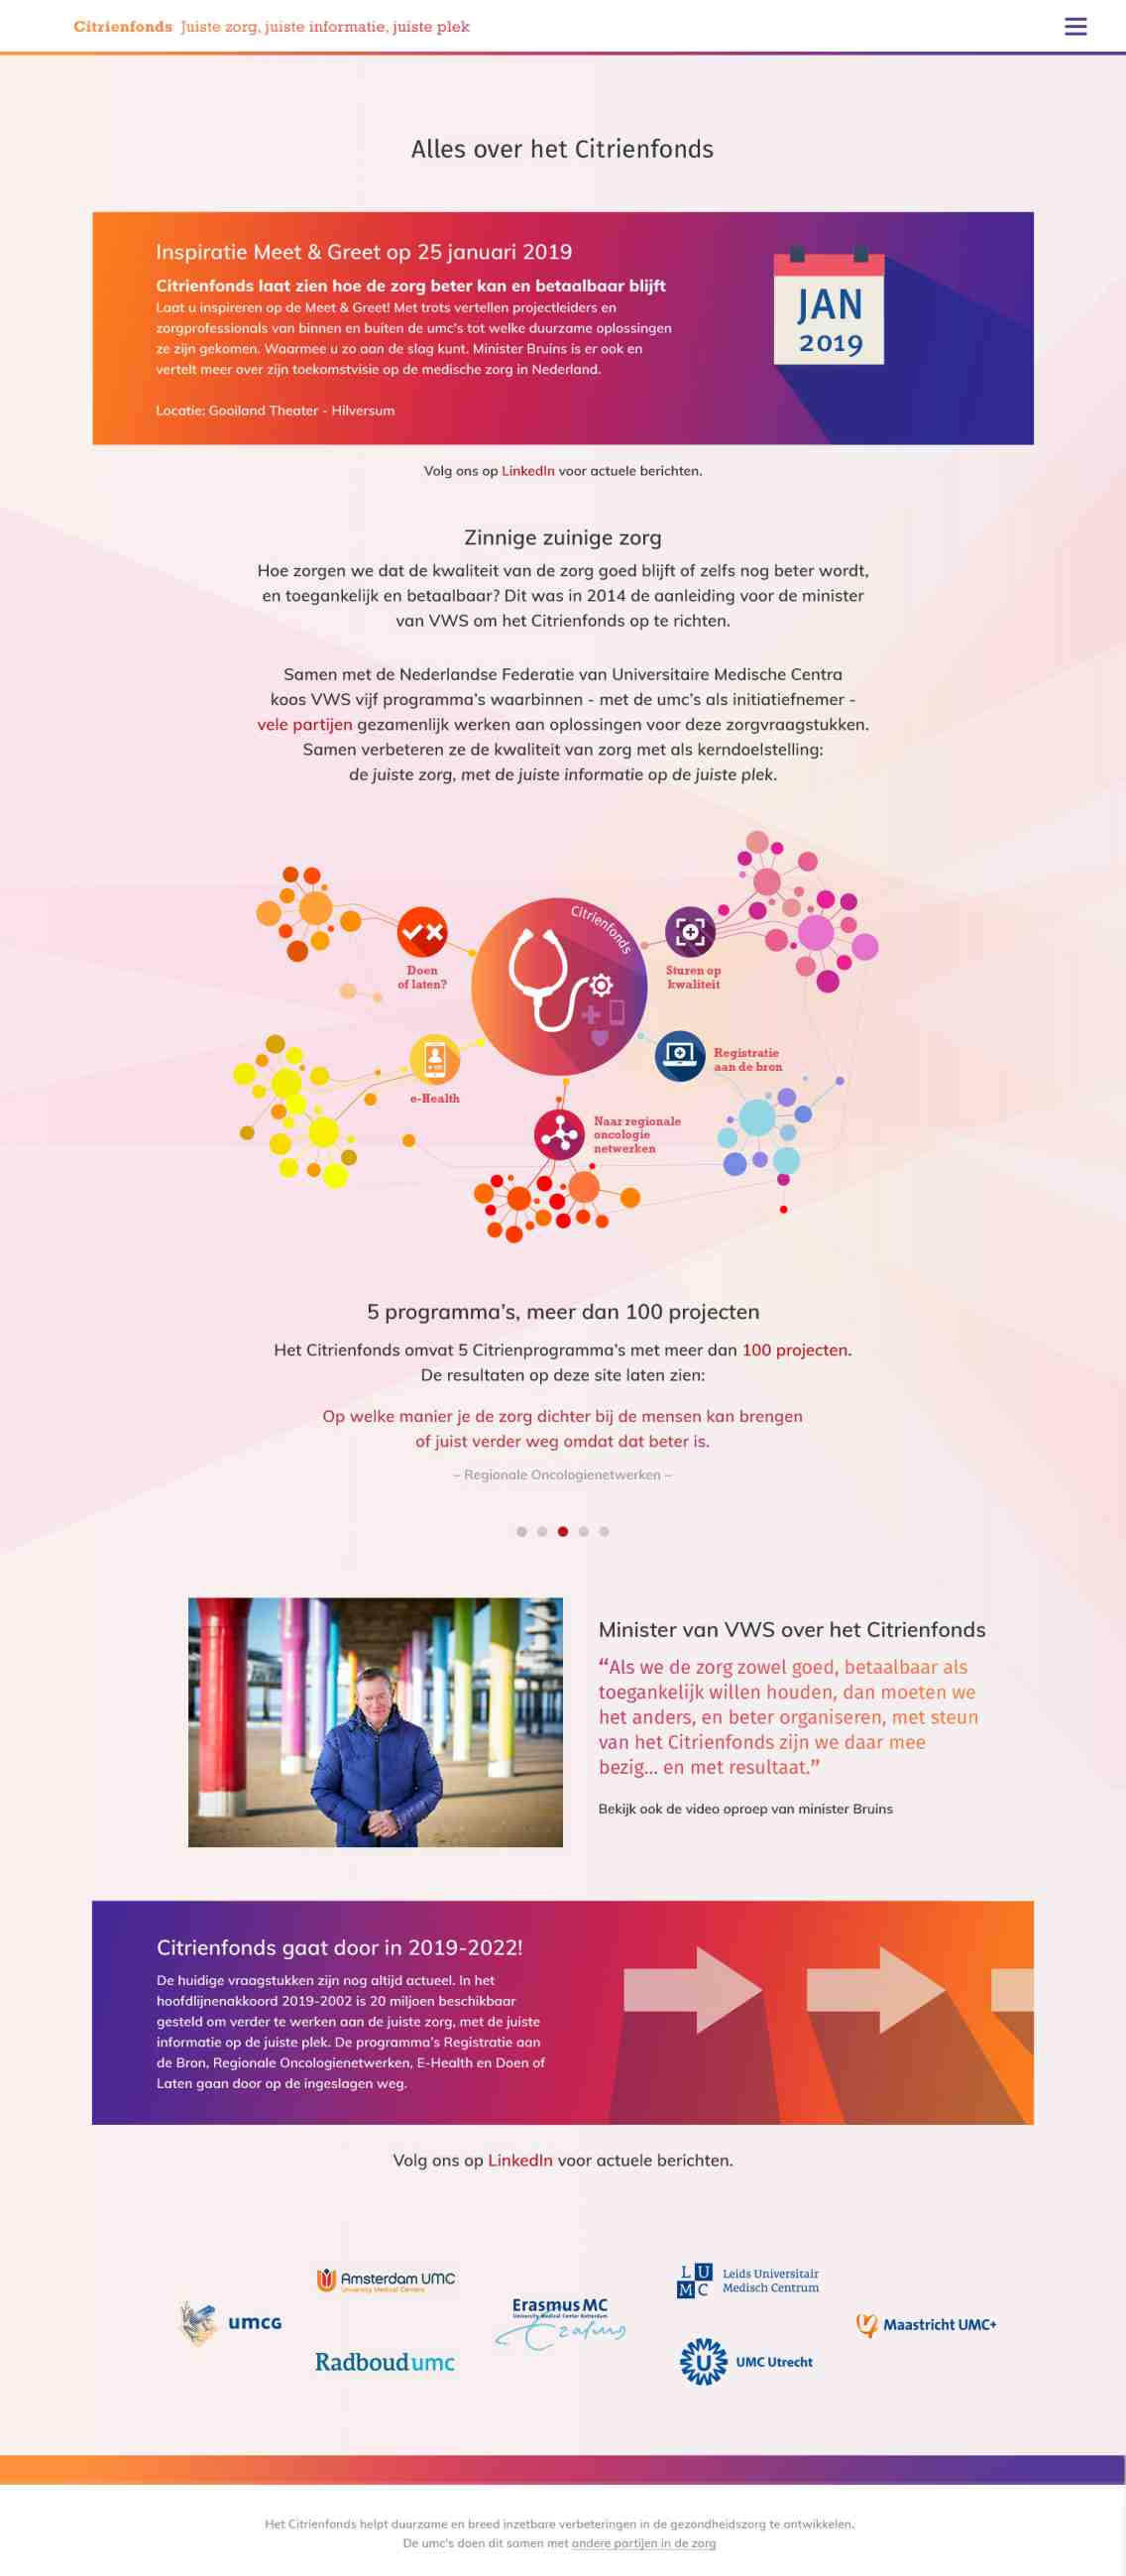 Citrienfonds Juiste zorg, juiste informatie, juiste plek
Alles over het Citrienfonds
Inspiratie Meet & Greet op 25 januari 2019
Citrienfonds laat zien hoe de zorg beter kan en betaalbaar blijft
Laat u inspireren op de Meet & Greet! Met trots vertellen projectleiders en
zorgprofessionals van binnen en buiten de umc's tot welke duurzame oplossingen
ze zijn gekomen. Waarmee u zo aan de slag kunt. Minister Bruins is er ook en
vertelt meer over zijn toekomstvisie op de medische zorg in Nederland.
Locatie: Gooiland Theater - Hilversum
JAN
2019
Volg ons op LinkedIn voor actuele berichten.
Zinnige zuinige zorg
Hoe zorgen we dat de kwaliteit van de zorg goed blijft of zelfs nog beter wordt,
en toegankelijk en betaalbaar? Dit was in 2014 de aanleiding voor de minister
van VWS om het Citrienfonds op te richten.
Samen met de Nederlandse Federatie van Universitaire Medische Centra
koos VWS vijf programma's waarbinnen - met de umc's als initiatiefnemer -
vele partijen gezamenlijk werken aan oplossingen voor deze zorgvraagstukken.
Samen verbeteren ze de kwaliteit van zorg met als kerndoelstelling:
de juiste zorg, met de juiste informatie op de juiste plek.
Citrienfonds
Doen
of laten?
Sturen op
kwaliteit
Registratie
aan de bron
e-Health
Naar regionale
oncologie
netwerken
5 programma's, meer dan 100 projecten
Het Citrienfonds omvat 5 Citrienprogramma's met meer dan 100 projecten.
De resultaten op deze site laten zien:
Op welke manier je de zorg dichter bij de mensen kan brengen
of juist verder weg omdat dat beter is.
– Regionale Oncologienetwerken –
Minister van VWS over het Citrienfonds
“Als we de zorg zowel goed, betaalbaar als
toegankelijk willen houden, dan moeten we
het anders, en beter organiseren, met steun
van het Citrienfonds zijn we daar mee
bezig... en met resultaat.”
Bekijk ook de video oproep van minister Bruins
Citrienfonds gaat door in 2019-2022!
De huidige vraagstukken zijn nog altijd actueel. In het
hoofdlijnenakkoord 2019-2002 is 20 miljoen beschikbaar
gesteld om verder te werken aan de juiste zorg, met de juiste
informatie op de juiste plek. De programma's Registratie aan
de Bron, Regionale Oncologienetwerken, E-Health en Doen of
Laten gaan door op de ingeslagen weg.
Volg ons op LinkedIn voor actuele berichten.
umcg
Amsterdam UMC
University Medical Centers
Radboudumc
Erasmus MC
University Medical Center Rotterdam
Erasmus
LUMC
Leids Universitair
Medisch Centrum
UMC Utrecht
Maastricht UMC+
Het Citrienfonds helpt duurzame en breed inzetbare verbeteringen in de gezondheidszorg te ontwikkelen.
De umc's doen dit samen met andere partijen in de zorg